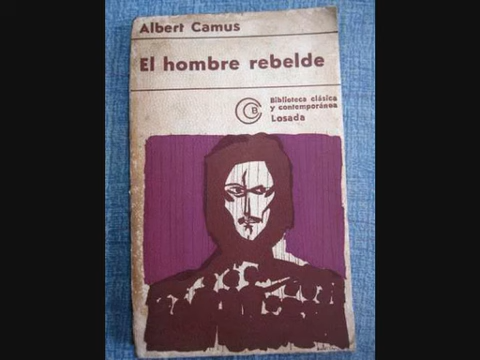 Albert Camus
El hombre rebelde
B
Biblioteca clásica
y contemporánea
Losada